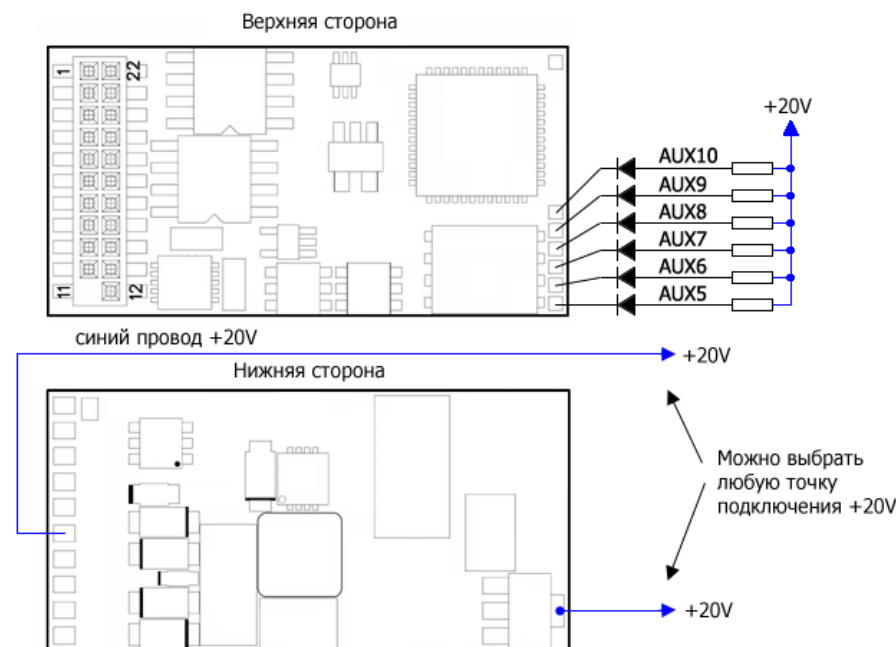 Верхняя сторона
1
22
+20V
AUX10
AUX9
AUX8
AUX7
AUX6
AUX5
11
12
синий провод +20V
+20V
Нижняя сторона
Можно выбрать
любую точку
подключения +20V
+20V